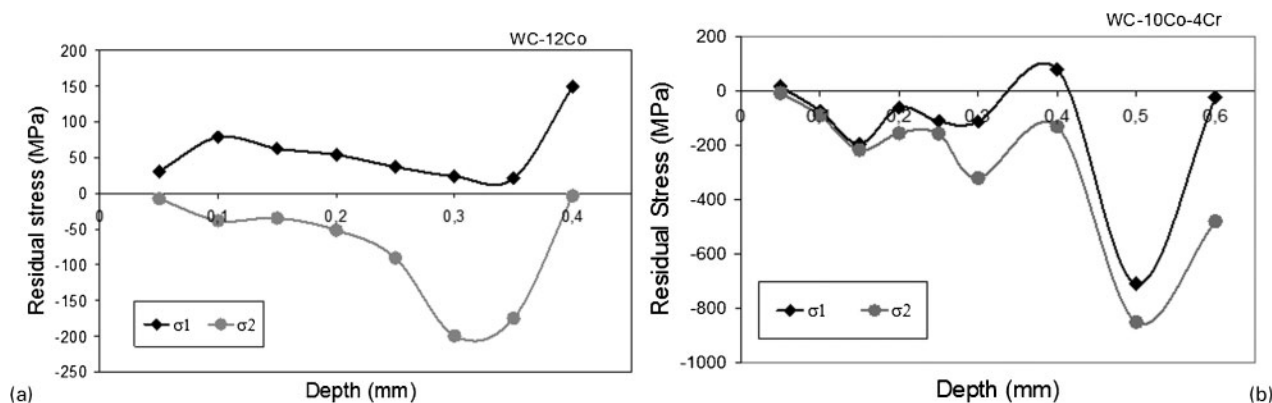 WC-12Co
200
150
100
50
0
-50
-100
-150
-200
-250
0 0,1 0,2 0,3 0,4
Residual stress (MPa)
σ1 σ2
Depth (mm)
(a)
WC-10Co-4Cr
200
0
-200
-400
-600
-800
-1000
0 0,1 0,2 0,3 0,4 0,5 0,6
Residual Stress (MPa)
σ1 σ2
Depth (mm)
(b)